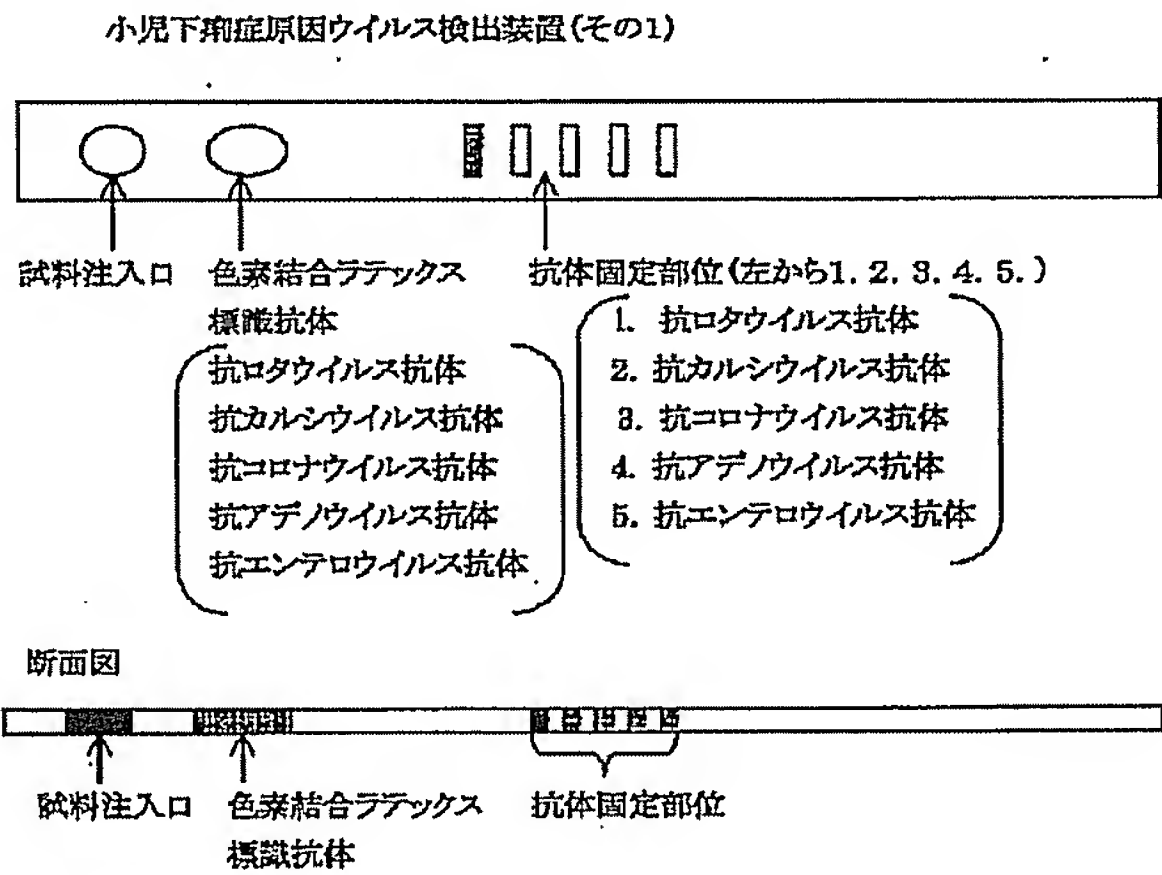 小児下痢症原因ウイルス検出装置(その1)
試料注入口
色素結合ラテックス
標識抗体
抗ロタウイルス抗体
抗カルシウイルス抗体
抗コロナウイルス抗体
抗アデノウイルス抗体
抗エンテロウイルス抗体
抗体固定部位(左から1. 2. 3. 4. 5. )
1. 抗ロタウイルス抗体
2. 抗カルシウイルス抗体
3. 抗コロナウイルス抗体
4. 抗アデノウイルス抗体
5. 抗エンテロウイルス抗体
断面図
試料注入口
色素結合ラテックス
標識抗体
抗体固定部位